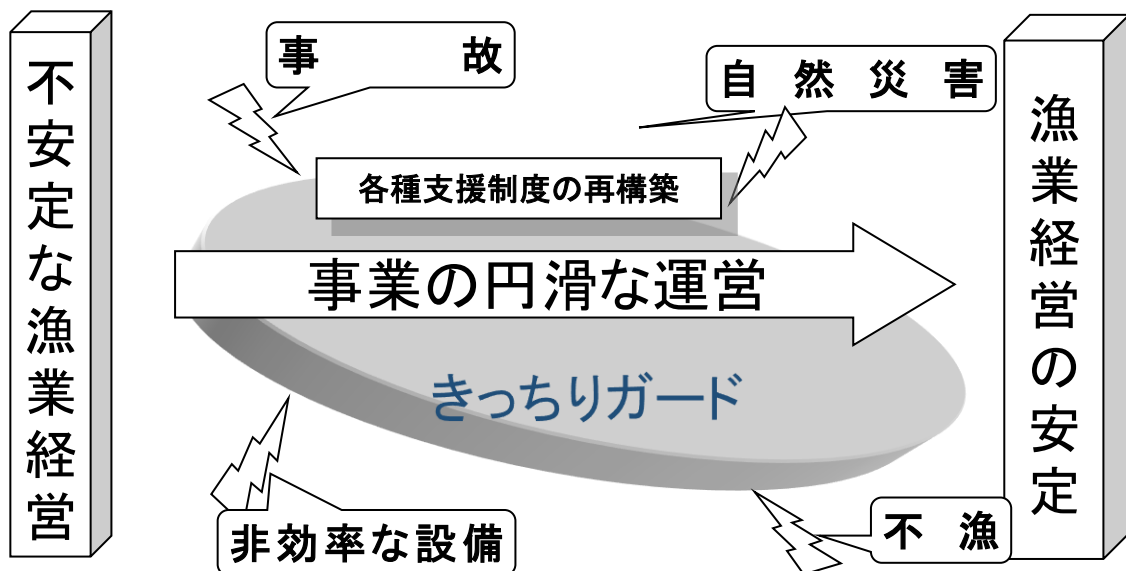 不安定な漁業経営
事故
自然災害
各種支援制度の再構築
事業の円滑な運営
きっちりガード
非効率な設備
不漁
漁業経営の安定